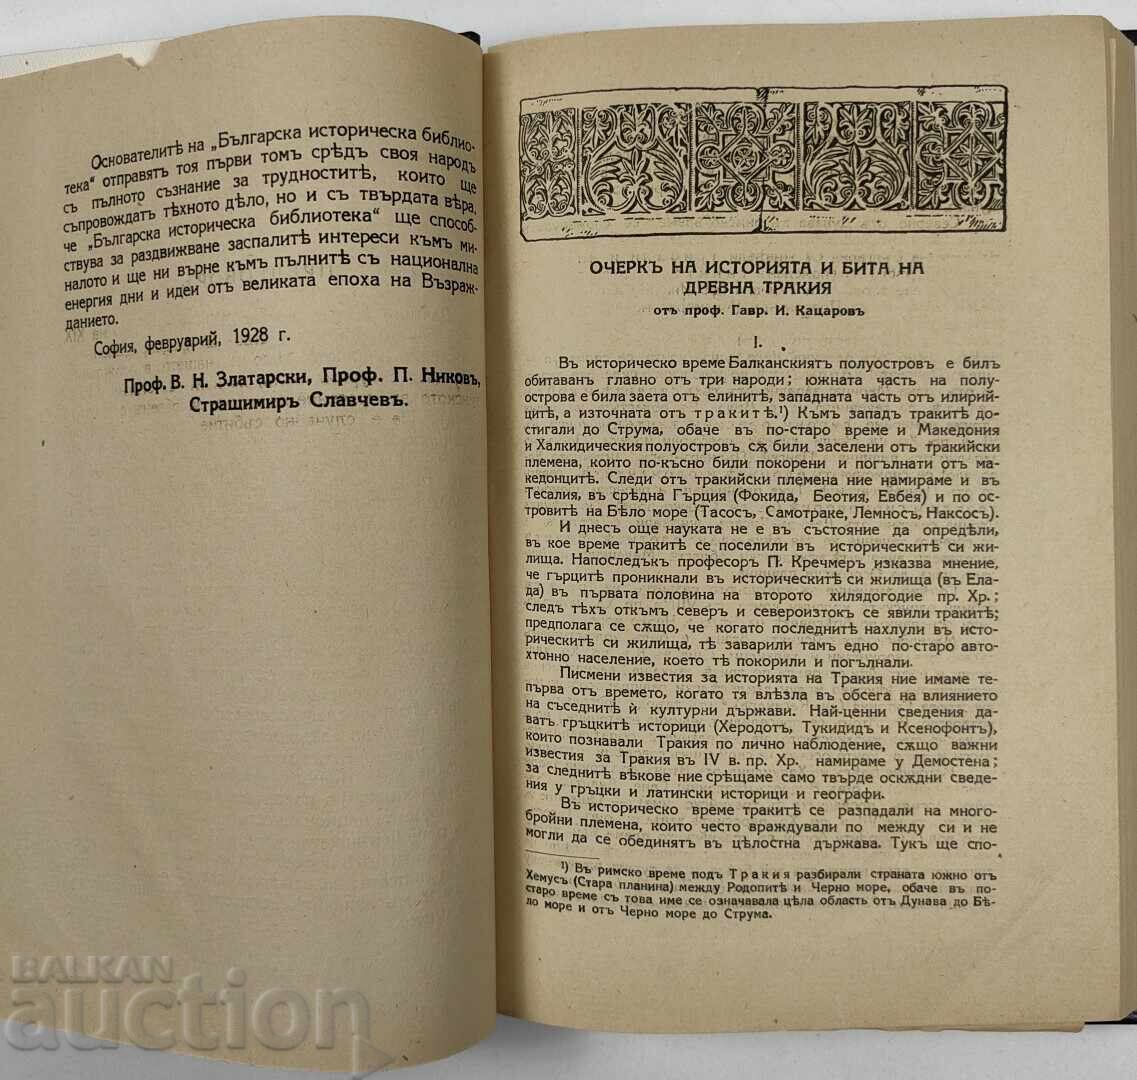 Основателитѣ на „Българска историческа библио-
тека“ отправятъ тоя първи томъ срѣдъ своя народъ
съ пълното съзнание за трудноститѣ, които ще
съпровождатъ тѣхното дѣло, но и съ твърдата вѣра,
че „Българска историческа библиотека“ ще способ-
ствува за раздвижване заспалитѣ интереси къмъ ми-
налото и ще ни върне къмъ пълнитѣ съ национална
енергия дни и идеи отъ великата епоха на Възраж-
дането.
София, февруарий, 1928 г.
Проф. В. Н. Златарски, Проф. П. Никовъ,
Страшимиръ Славчевъ.
ОЧЕРКЪ НА ИСТОРИЯТА И БИТА НА
ДРЕВНА ТРАКИЯ
отъ проф. Гавр. И. Кацаровъ
I.
Въ историческо време Балканскиятъ полуостровъ е билъ
обитаванъ главно отъ три народи; южната часть на полу-
острова е била заета отъ елинитѣ, западната часть отъ илирий-
цитѣ, а източната отъ тракитѣ.¹) Къмъ западъ тракитѣ до-
стигали до Струма, обаче въ по-старо време и Македония
и Халкидическия полуостровъ сѫ били заселени отъ тракийски
племена, които по-късно били покорени и погълнати отъ ма-
кедонцитѣ. Следи отъ тракийски племена ние намираме и въ
Тесалия, въ срѣдна Гърция (Фокида, Беотия, Евбея) и по ос-
тровитѣ на Бѣло море (Тасосъ, Самотраке, Лемносъ, Наксосъ).
И днесъ още науката не е въ състояние да опредѣли,
въ кое време тракитѣ се поселили въ историческитѣ си жи-
лища. Напоследъкъ професоръ П. Кречмеръ изказва мнение,
че гърцитѣ проникнали въ историческитѣ си жилища (въ Ела-
да) въ първата половина на второто хилядогодие пр. Хр.;
следъ тѣхъ откъмъ северъ и североизтокъ се явили тракитѣ;
предполага се сѫщо, че когато последнитѣ нахлули въ исто-
рическитѣ си жилища, тѣ заварили тамъ едно по-старо авто-
хтонно население, което тѣ покорили и погълнали.
Писмени известия за историята на Тракия ние имаме те-
първа отъ времето, когато тя влѣзла въ обсега на влиянието
на съседнитѣ ѝ културни държави. Най-ценни сведения да-
ватъ гръцкитѣ историци (Херодотъ, Тукидидъ и Ксенофонтъ),
които познавали Тракия по лично наблюдение, сѫщо важни
известия за Тракия въ IV в. пр. Хр. намираме у Демостена;
за следнитѣ вѣкове ние срѣщаме само твърде оскѫдни сведе-
ния у гръцки и латински историци и географи.
Въ историческо време тракитѣ се разпадали на много-
бройни племена, които често враждували по между си и не
могли да се обединятъ въ цѣлостна държава. Тукъ ще спо-
¹) Въ римско време подъ Тракия разбирали страната южно отъ
Хемусъ (Стара планина) между Родопитѣ и Черно море, обаче въ по-
старо време съ това име се означавала цѣла область отъ Дунава до Бѣ-
ло море и отъ Черно море до Струма.
BALKAN
auction